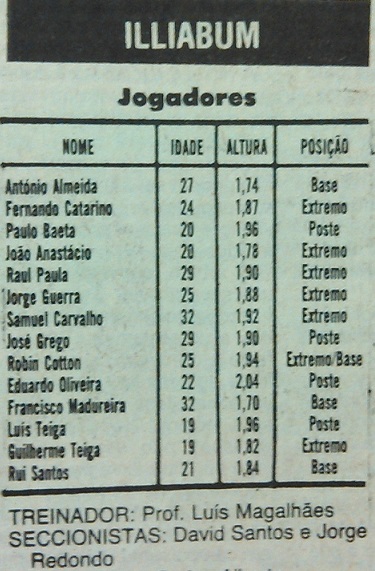 ILLIABUM
Jogadores
NOME IDADE ALTURA POSIÇÃO
António Almeida 27 1,74 Base
Fernando Catarino 24 1,87 Extremo
Paulo Baeta 20 1,96 Poste
João Anastácio 20 1,78 Extremo
Raul Paula 29 1,90 Extremo
Jorge Guerra 25 1,88 Extremo
Samuel Carvalho 32 1,92 Extremo
José Grego 29 1,90 Poste
Robin Cotton 25 1,94 Extremo/Base
Eduardo Oliveira 22 2,04 Poste
Francisco Madureira 32 1,70 Base
Luís Teiga 19 1,96 Poste
Guilherme Teiga 19 1,82 Extremo
Rui Santos 21 1,84 Base
TREINADOR: Prof. Luís Magalhães
SECCIONISTAS: David Santos e Jorge
Redondo